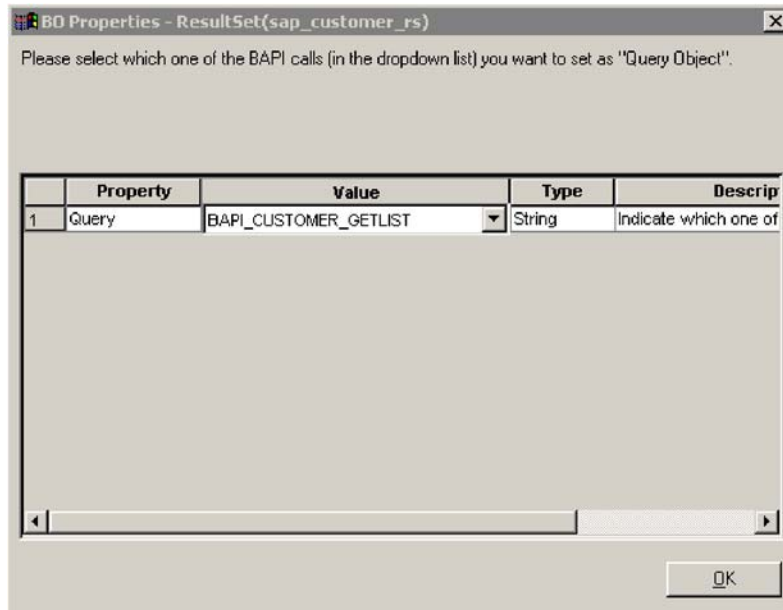 BO Properties - ResultSet(sap_customer_rs)
Please select which one of the BAPI calls (in the dropdown list) you want to set as "Query Object".
Property Value Type Descrip
1 Query BAPI_CUSTOMER_GETLIST String Indicate which one of
OK